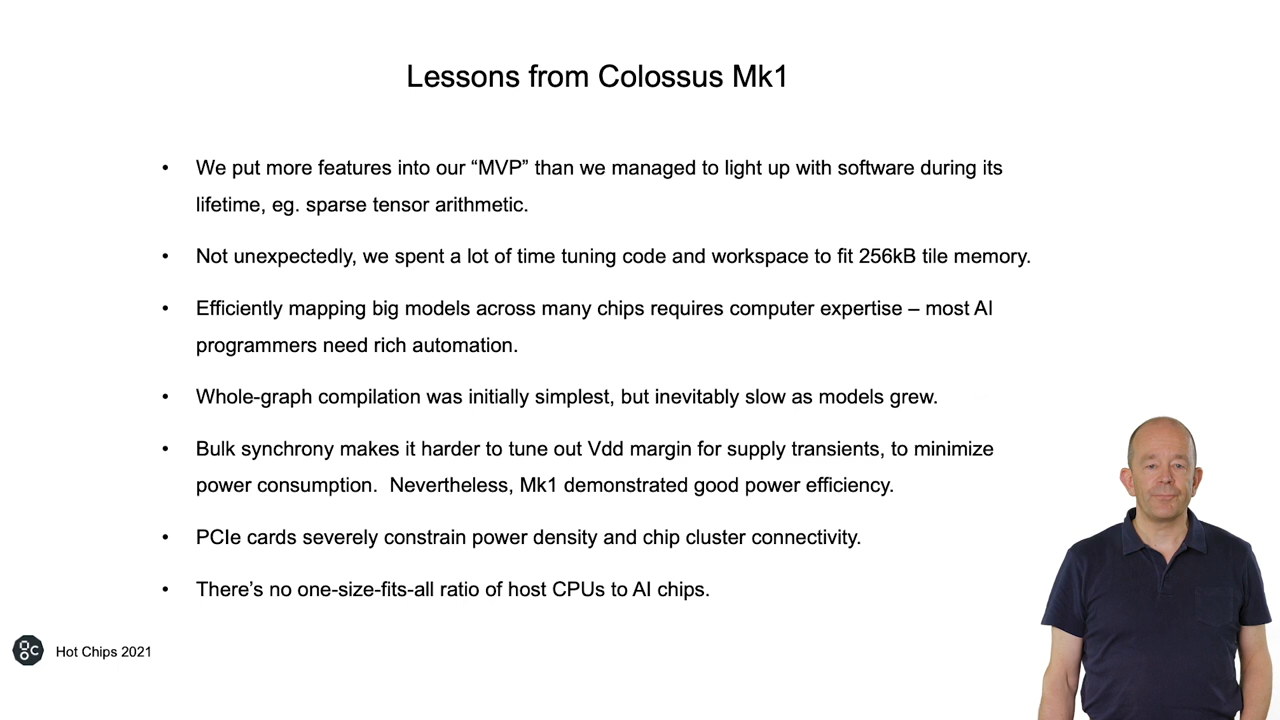 Lessons from Colossus Mk1
• We put more features into our “MVP” than we managed to light up with software during its
lifetime, eg. sparse tensor arithmetic.
• Not unexpectedly, we spent a lot of time tuning code and workspace to fit 256kB tile memory.
• Efficiently mapping big models across many chips requires computer expertise – most AI
programmers need rich automation.
• Whole-graph compilation was initially simplest, but inevitably slow as models grew.
• Bulk synchrony makes it harder to tune out Vdd margin for supply transients, to minimize
power consumption.  Nevertheless, Mk1 demonstrated good power efficiency.
• PCIe cards severely constrain power density and chip cluster connectivity.
• There’s no one-size-fits-all ratio of host CPUs to AI chips.
gc
Hot Chips 2021